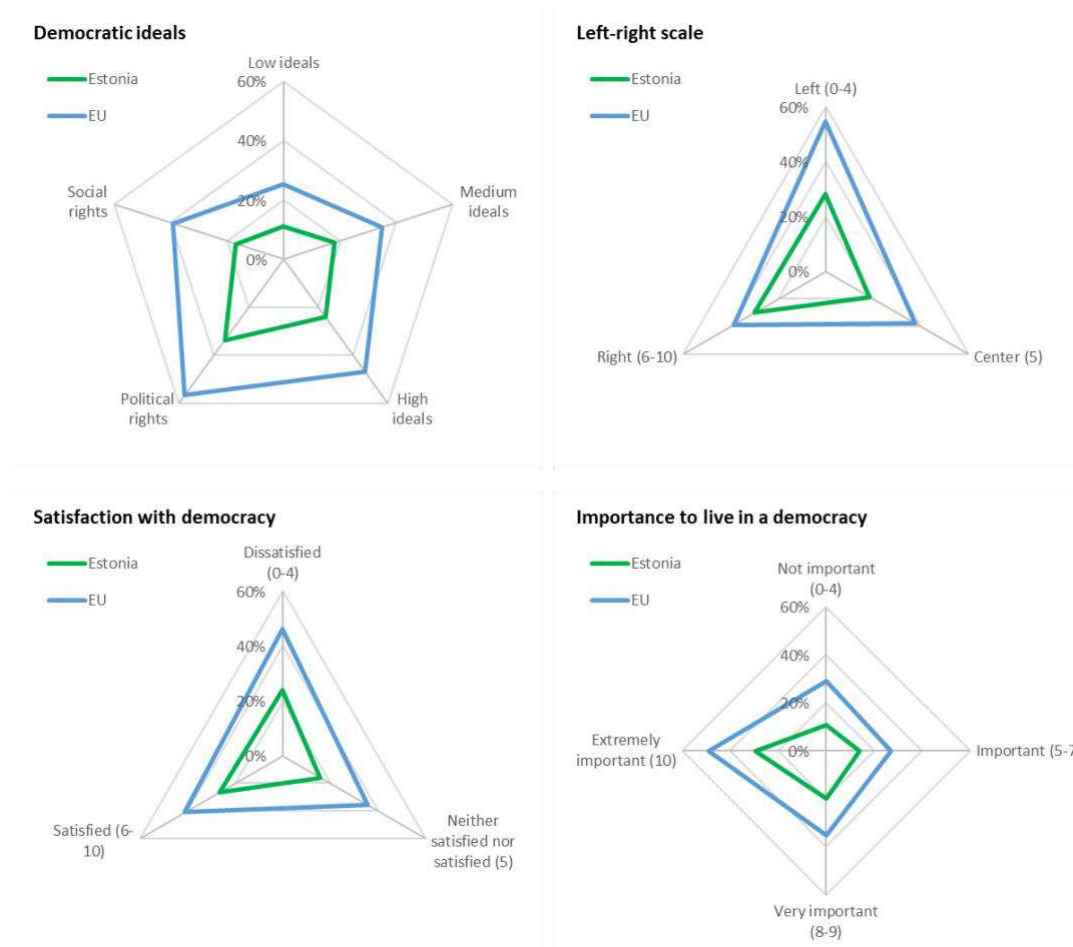 Democratic ideals
Estonia
EU
Low ideals
60%
40%
20%
0%
Social
rights
Medium
ideals
Political
rights
High
ideals
Left-right scale
Estonia
EU
Left (0-4)
60%
40%
20%
0%
Right (6-10)
Center (5)
Satisfaction with democracy
Estonia
EU
Dissatisfied
(0-4)
60%
40%
20%
0%
Satisfied (6-
10)
Neither
satisfied nor
satisfied (5)
Importance to live in a democracy
Estonia
EU
Not important
(0-4)
60%
40%
20%
0%
Extremely
important (10)
Important (5-7
Very important
(8-9)